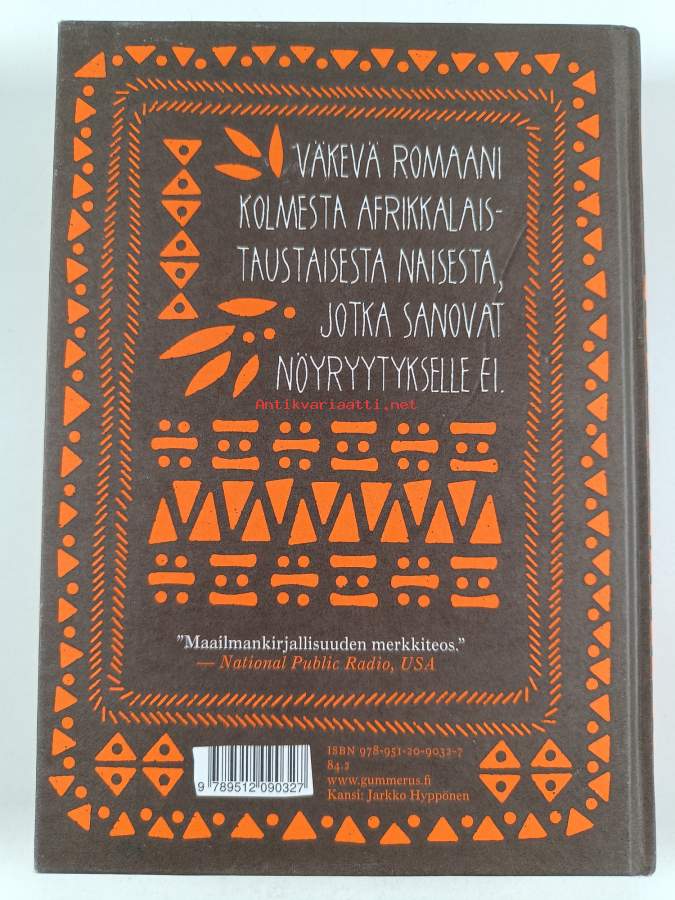 VÄKEVÄ ROMAANI
KOLMESTA AFRIKKALAIS-
TAUSTAISESTA NAISESTA,
JOTKA SANOVAT
NÖYRYYTYKSELLE EI.
Antikvariaatti.net
"Maailmankirjallisuuden merkkiteos."
— National Public Radio, USA
ISBN 978-951-20-9032-7
84.2
www.gummerus.fi
Kansi: Jarkko Hyppönen
9 789512 090327